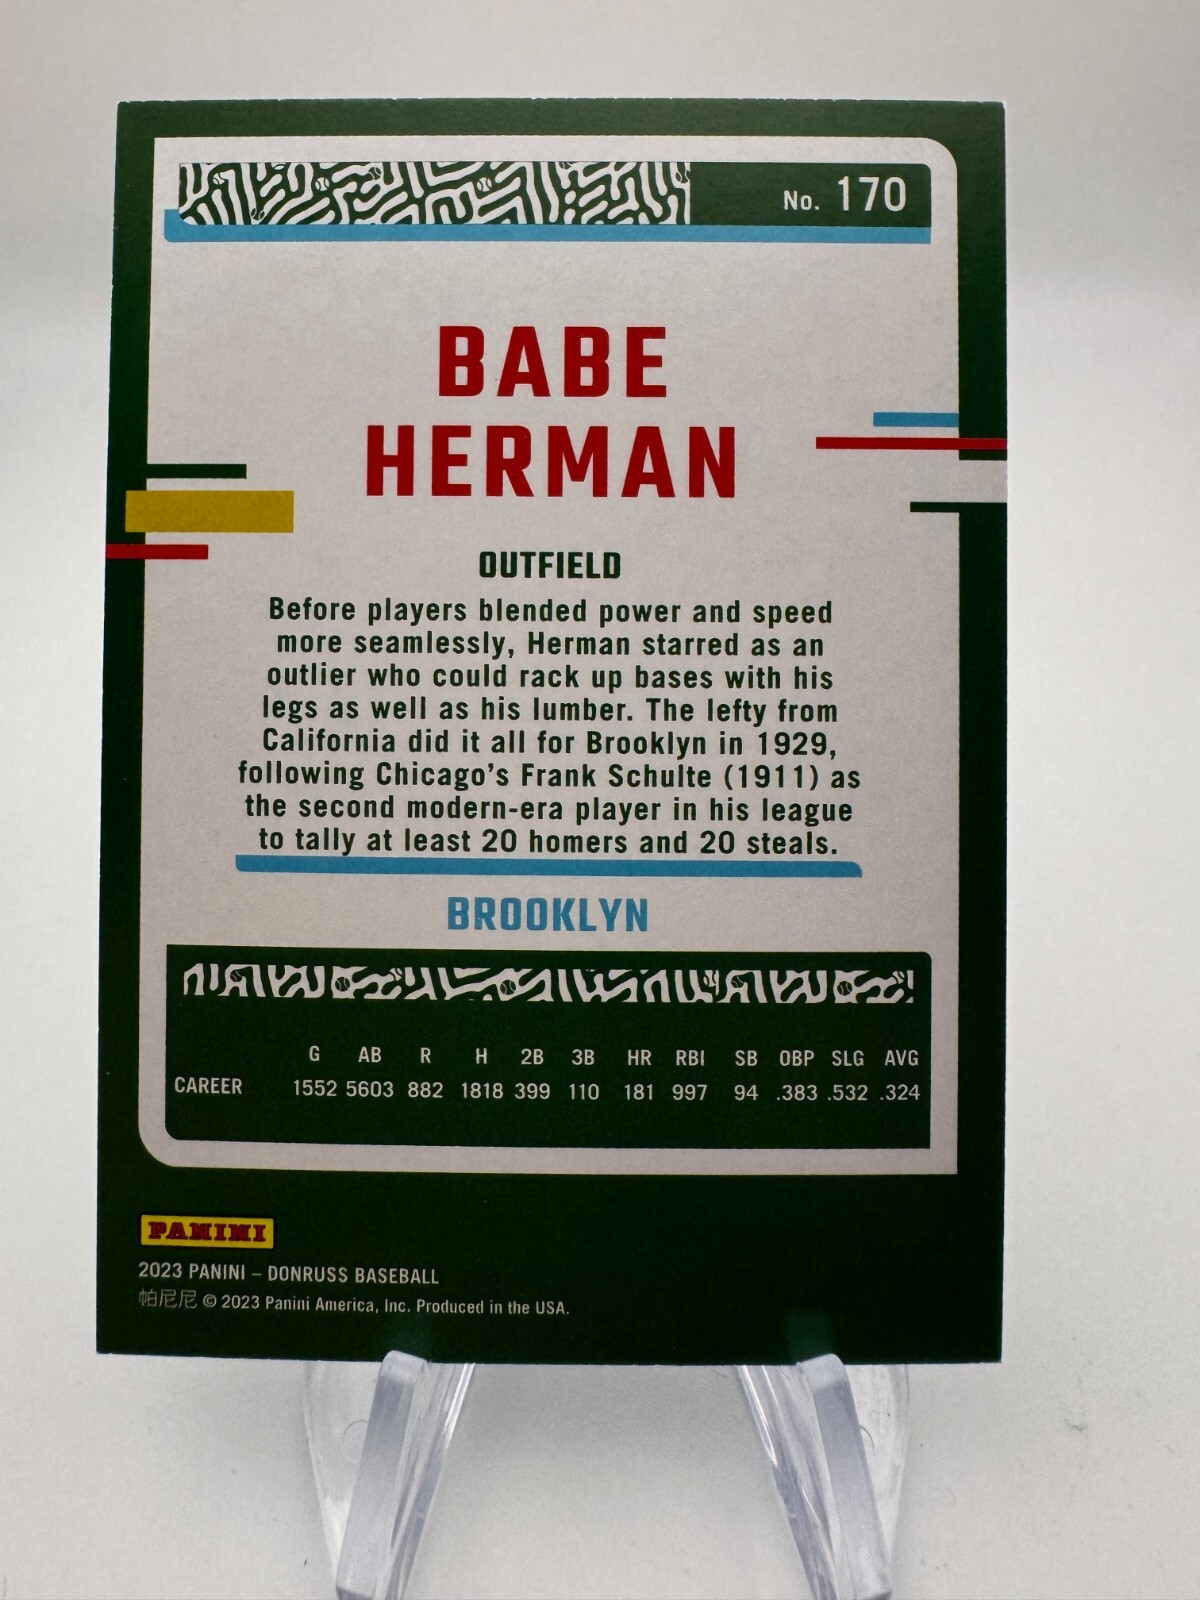 No. 170
BABE
HERMAN
OUTFIELD
Before players blended power and speed
more seamlessly, Herman starred as an
outlier who could rack up bases with his
legs as well as his lumber. The lefty from
California did it all for Brooklyn in 1929,
following Chicago's Frank Schulte (1911) as
the second modern-era player in his league
to tally at least 20 homers and 20 steals.
BROOKLYN
G AB R H 2B 3B HR RBI SB OBP SLG AVG
CAREER 1552 5603 882 1818 399 110 181 997 94 .383 .532 .324
PANINI
2023 PANINI – DONRUSS BASEBALL
帕尼尼 © 2023 Panini America, Inc. Produced in the USA.